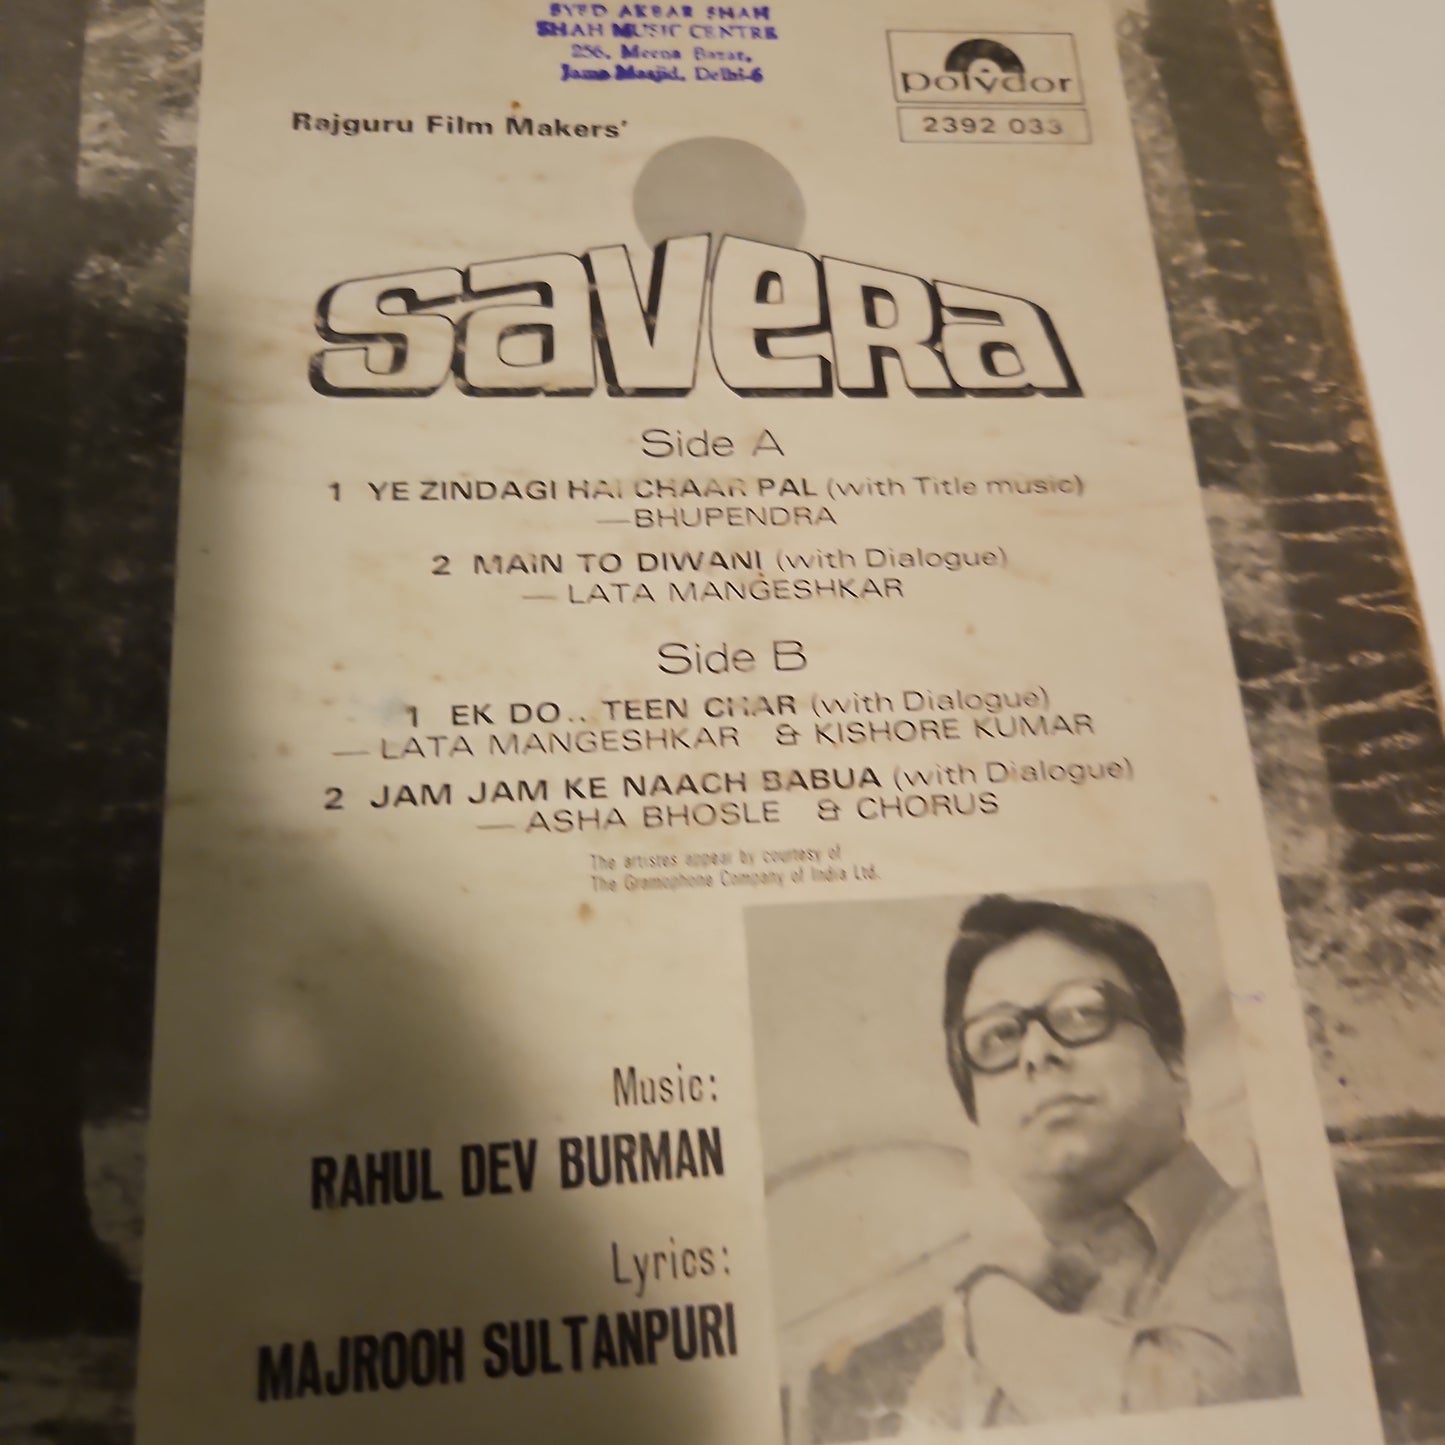 SYED AKBAR SHAH
SHAH MUSIC CENTRE
256, Meena Bazar,
Jama Masjid, Delhi-6
polydor
2392 033
Rajguru Film Makers'
SAVERA
Side A
1 YE ZINDAGI HAI CHAAR PAL (with Title music)
—BHUPENDRA
2 MAIN TO DIWANI (with Dialogue)
— LATA MANGESHKAR
Side B
1 EK DO.. TEEN CHAR (with Dialogue)
— LATA MANGESHKAR & KISHORE KUMAR
2 JAM JAM KE NAACH BABUA (with Dialogue)
— ASHA BHOSLE & CHORUS
The artistes appear by courtesy of
The Gramophone Company of India Ltd.
Music:
RAHUL DEV BURMAN
Lyrics:
MAJROOH SULTANPURI